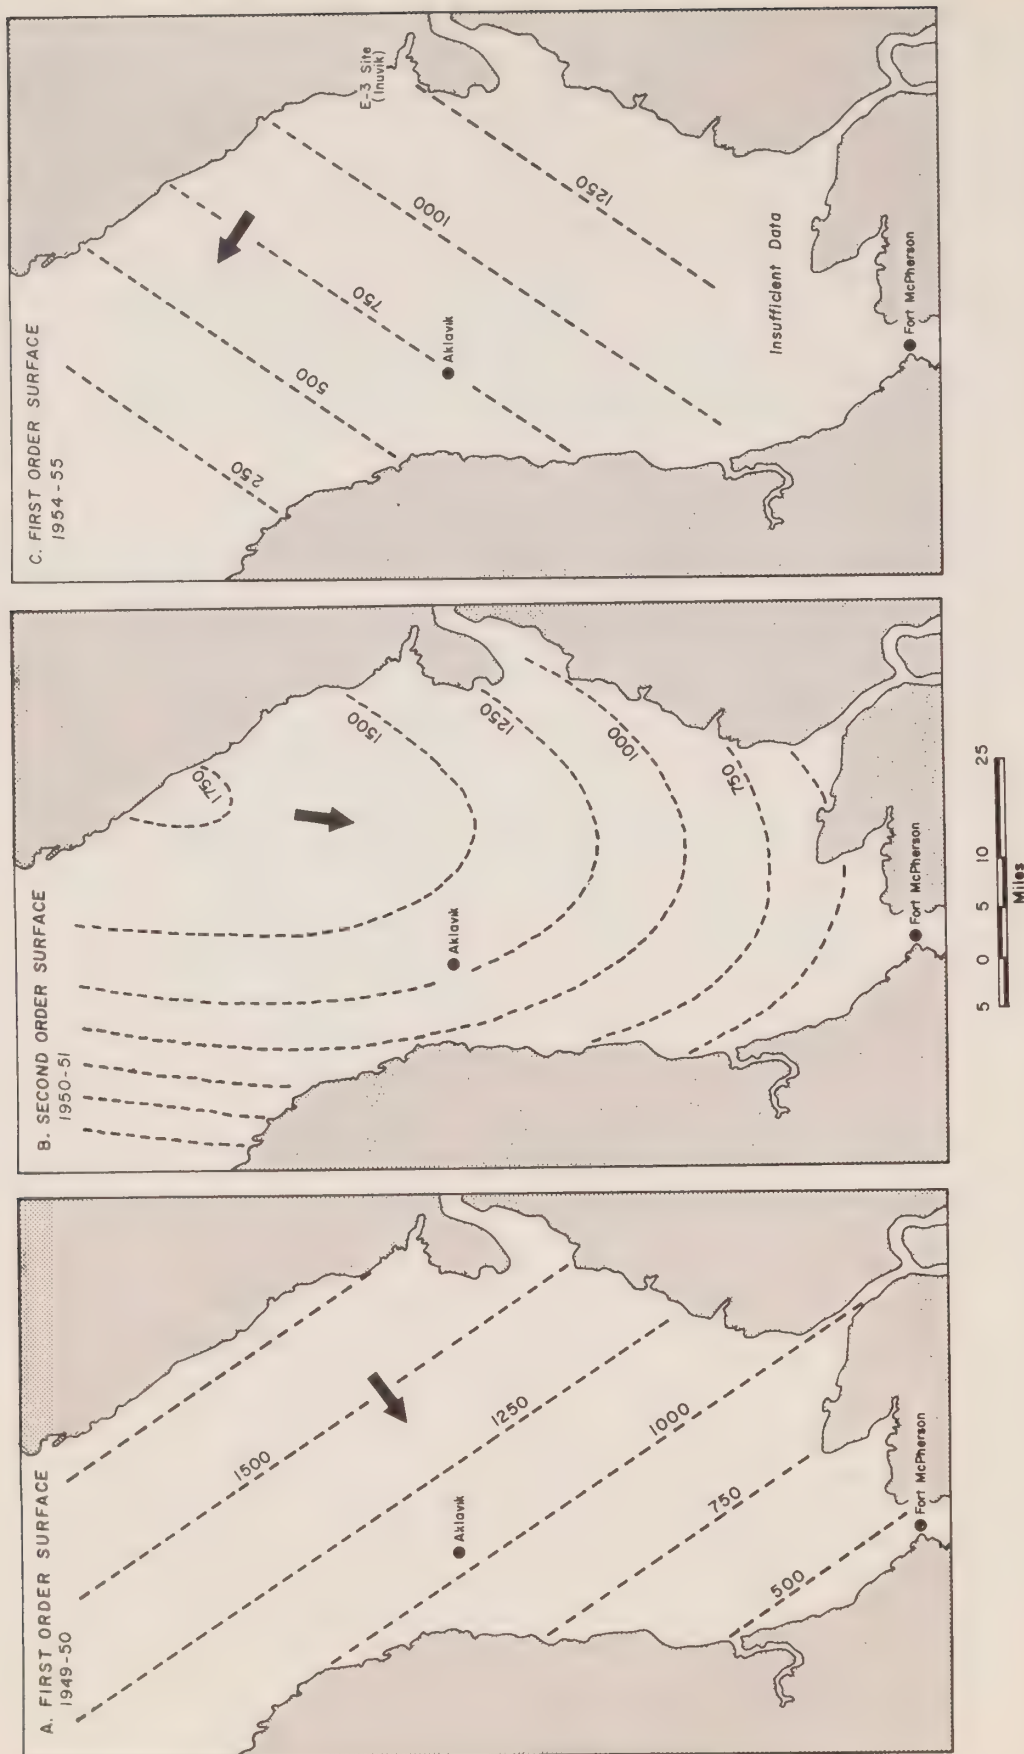 C. FIRST ORDER SURFACE
1954-55
E-3 Site
(Inuvik)
250
500
750
1000
1250
Aklavik
Insufficient Data
Fort McPherson
B. SECOND ORDER SURFACE
1950-51
1750
1500
1250
1000
750
Aklavik
Fort McPherson
5 0 5 10 25
Miles
A. FIRST ORDER SURFACE
1949-50
1500
1250
1000
750
500
Aklavik
Fort McPherson